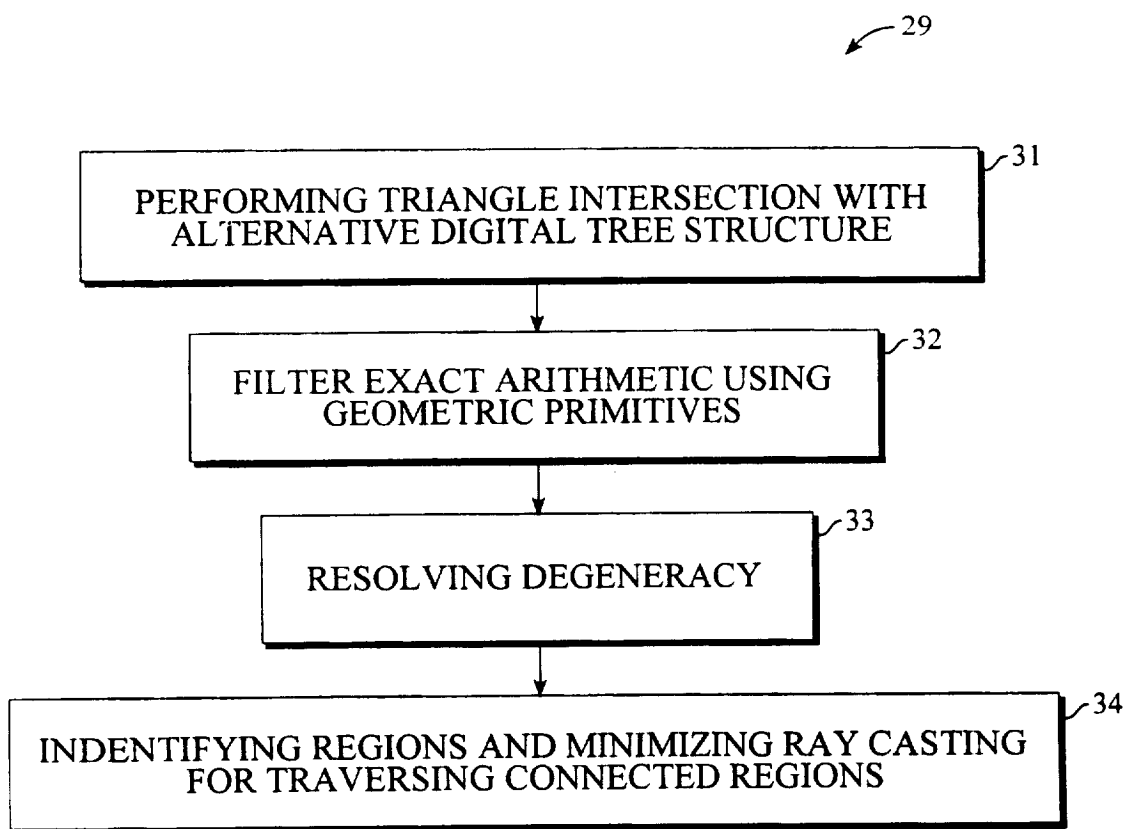 29
31
PERFORMING TRIANGLE INTERSECTION WITH
ALTERNATIVE DIGITAL TREE STRUCTURE
32
FILTER EXACT ARITHMETIC USING
GEOMETRIC PRIMITIVES
33
RESOLVING DEGENERACY
34
INDENTIFYING REGIONS AND MINIMIZING RAY CASTING
FOR TRAVERSING CONNECTED REGIONS